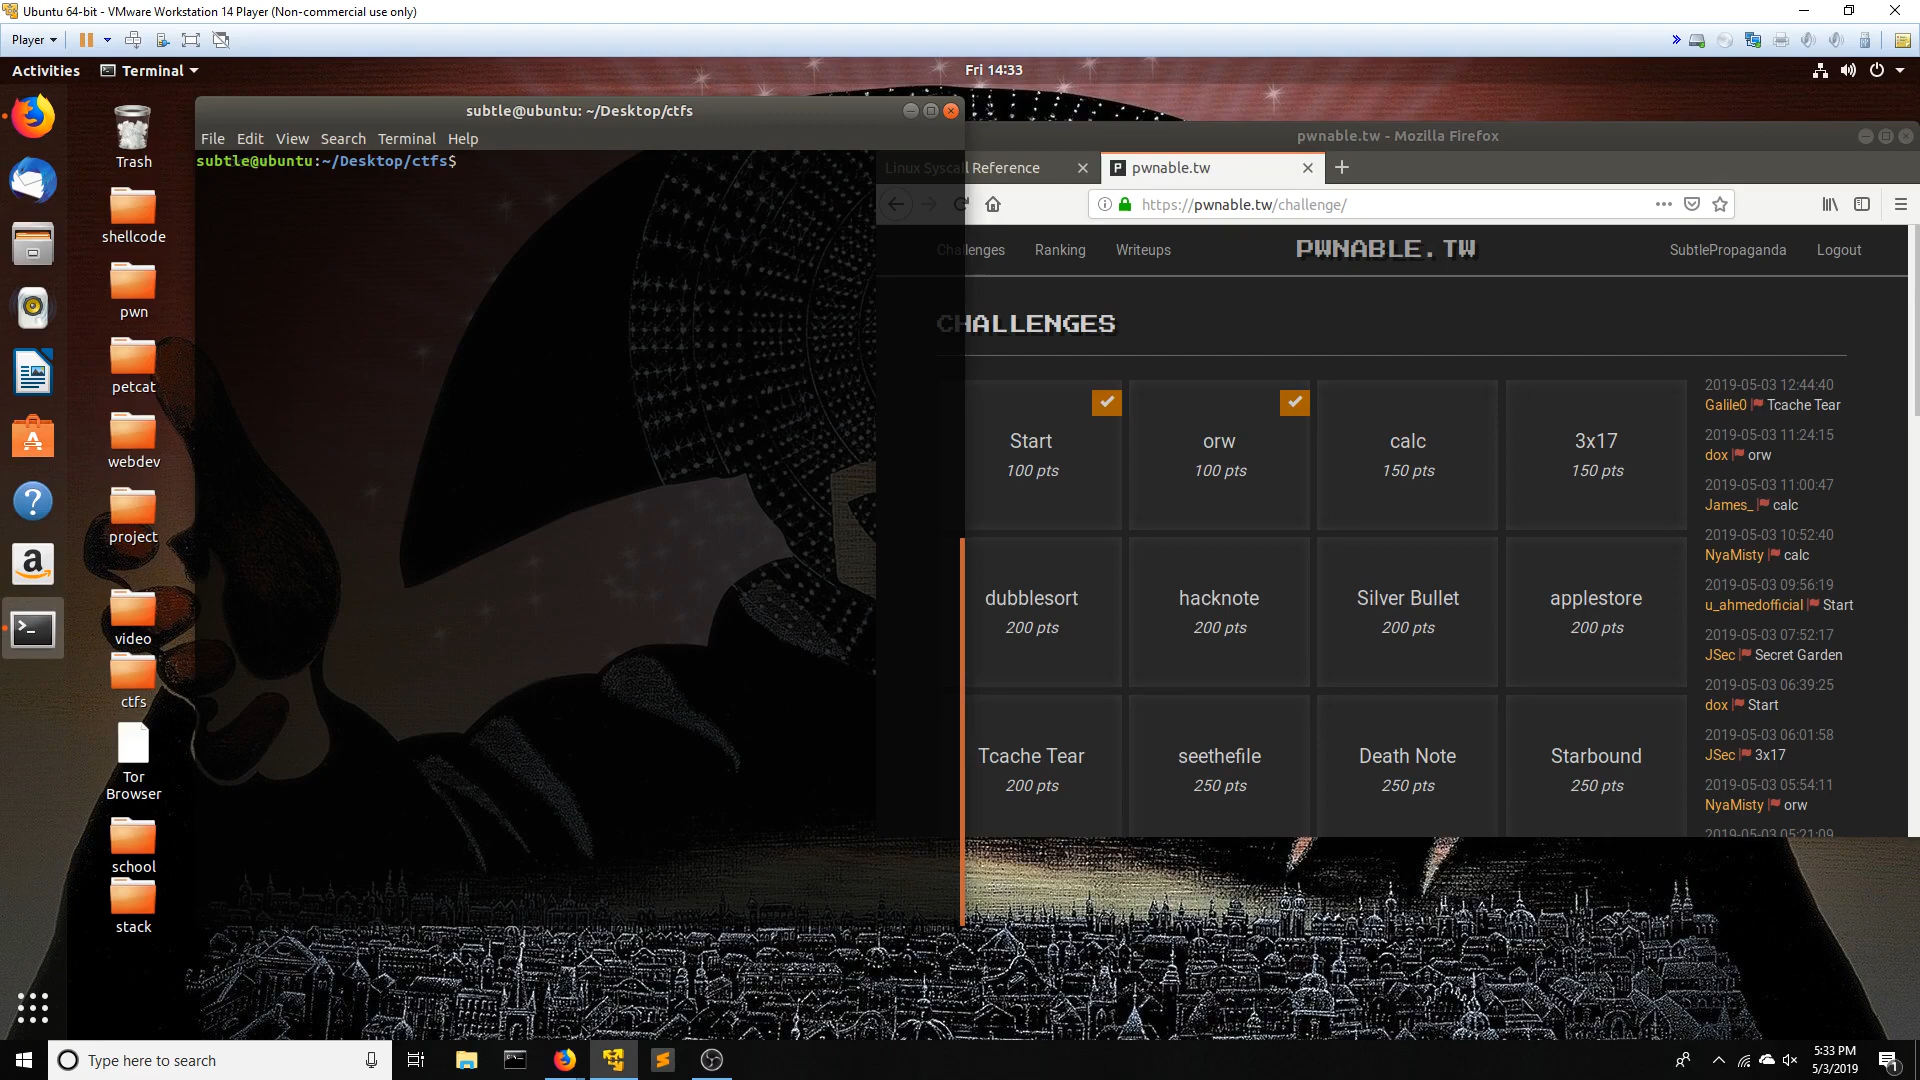 Ubuntu 64-bit - VMware Workstation 14 Player (Non-commercial use only)
Player
Activities
Terminal
Fri 14:33
Trash
shellcode
pwn
petcat
webdev
project
video
ctfs
Tor
Browser
school
stack
subtle@ubuntu: ~/Desktop/ctfs
File Edit View Search Terminal Help
subtle@ubuntu:~/Desktop/ctfs$
pwnable.tw - Mozilla Firefox
Linux Syscall Reference
pwnable.tw
https://pwnable.tw/challenge/
Challenges Ranking Writeups PWNABLE.TW SubtlePropaganda Logout
CHALLENGES
Start
100 pts
orw
100 pts
calc
150 pts
3x17
150 pts
dubblesort
200 pts
hacknote
200 pts
Silver Bullet
200 pts
applestore
200 pts
Tcache Tear
200 pts
seethefile
250 pts
Death Note
250 pts
Starbound
250 pts
2019-05-03 12:44:40
Galile0 Tcache Tear
2019-05-03 11:24:15
dox orw
2019-05-03 11:00:47
James_ calc
2019-05-03 10:52:40
NyaMisty calc
2019-05-03 09:56:19
u_ahmedofficial Start
2019-05-03 07:52:17
JSec Secret Garden
2019-05-03 06:39:25
dox Start
2019-05-03 06:01:58
JSec 3x17
2019-05-03 05:54:11
NyaMisty orw
2019-05-03 05:21:09
Type here to search
5:33 PM
5/3/2019
1